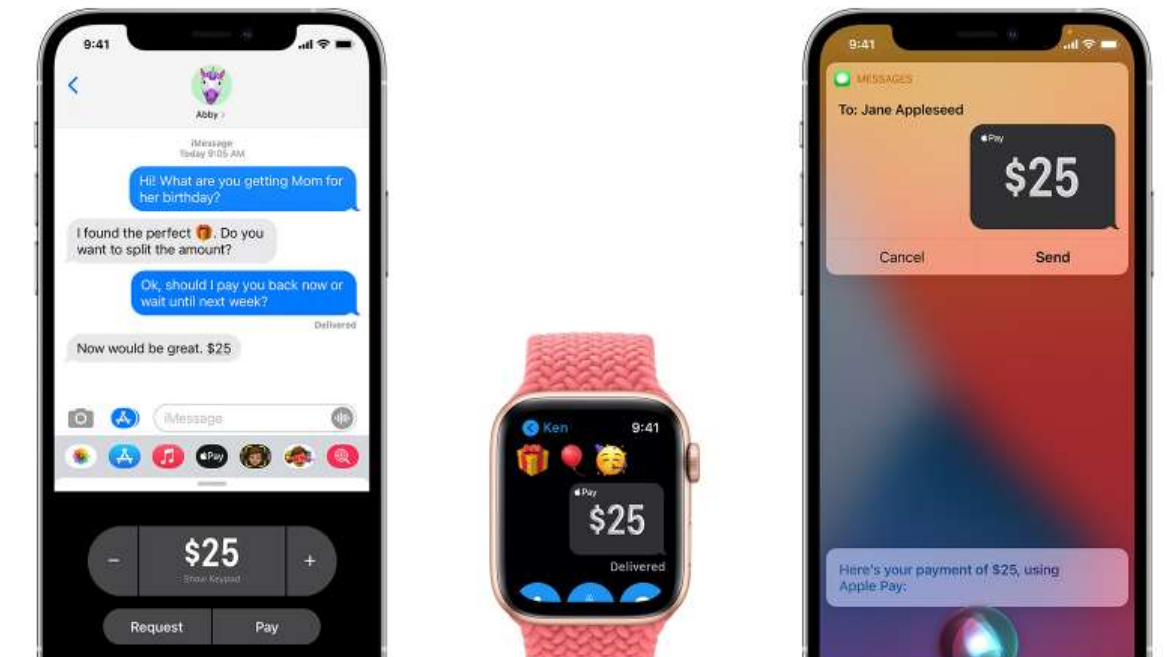 9:41
Abby
iMessage
Today 9:05 AM
Hi! What are you getting Mom for
her birthday?
I found the perfect 🎁. Do you
want to split the amount?
Ok, should I pay you back now or
wait until next week?
Delivered
Now would be great. $25
iMessage
Pay
$25
Show Keypad
Request
Pay
Ken
9:41
Pay
$25
Delivered
9:41
MESSAGES
To: Jane Appleseed
Pay
$25
Cancel
Send
Here's your payment of $25, using
Apple Pay: